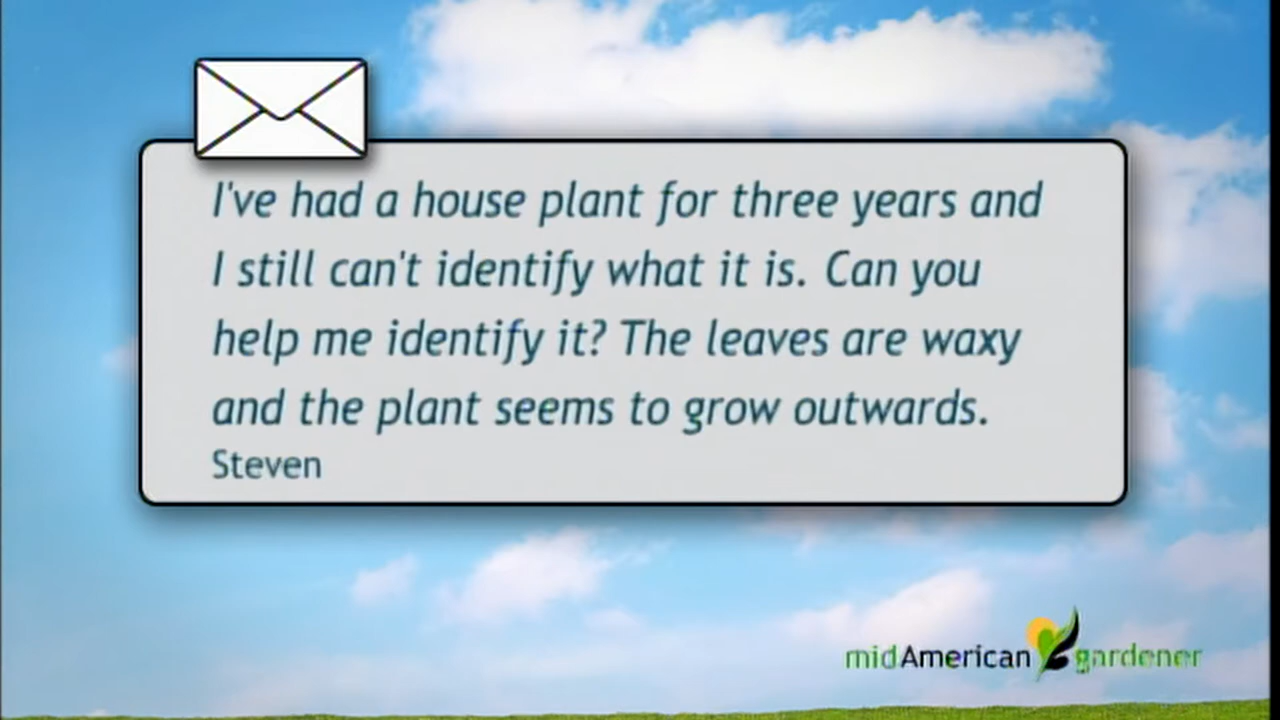 I've had a house plant for three years and
I still can't identify what it is. Can you
help me identify it? The leaves are waxy
and the plant seems to grow outwards.
Steven
midAmerican gardener